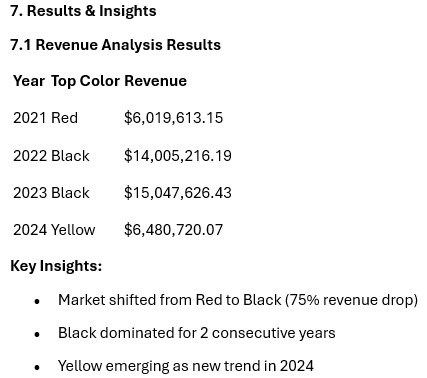 7. Results & Insights
7.1 Revenue Analysis Results
Year Top Color Revenue
2021 Red $6,019,613.15
2022 Black $14,005,216.19
2023 Black $15,047,626.43
2024 Yellow $6,480,720.07
Key Insights:
• Market shifted from Red to Black (75% revenue drop)
• Black dominated for 2 consecutive years
• Yellow emerging as new trend in 2024